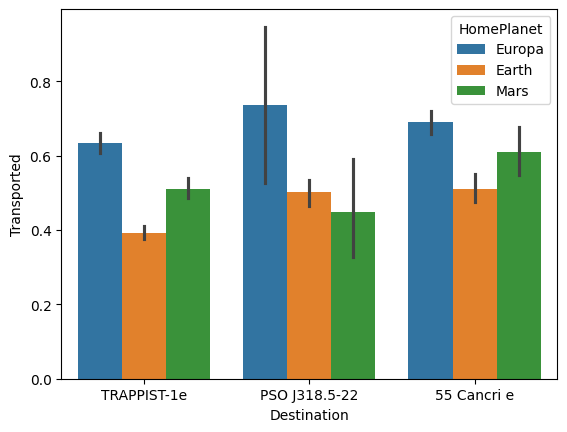 HomePlanet
Europa
Earth
Mars
Transported
0.8
0.6
0.4
0.2
0.0
TRAPPIST-1e PSO J318.5-22 55 Cancri e
Destination